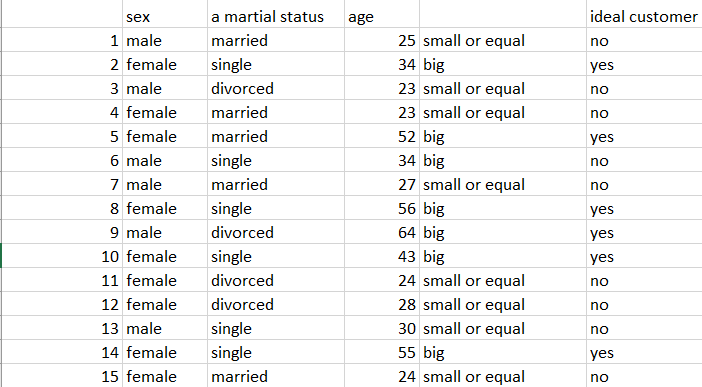 sex a martial status age ideal customer
1 male married 25 small or equal no
2 female single 34 big yes
3 male divorced 23 small or equal no
4 female married 23 small or equal no
5 female married 52 big yes
6 male single 34 big no
7 male married 27 small or equal no
8 female single 56 big yes
9 male divorced 64 big yes
10 female single 43 big yes
11 female divorced 24 small or equal no
12 female divorced 28 small or equal no
13 male single 30 small or equal no
14 female single 55 big yes
15 female married 24 small or equal no